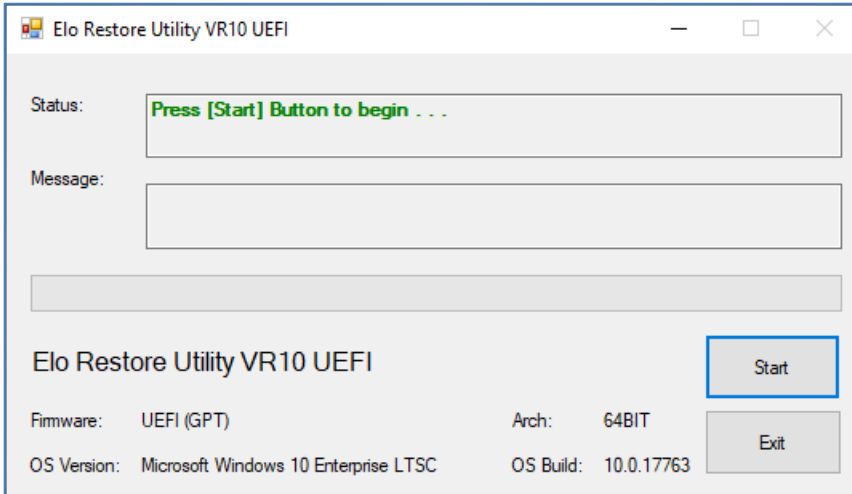 Elo Restore Utility VR10 UEFI
Status: Press [Start] Button to begin . . .
Message:
Elo Restore Utility VR10 UEFI
Start
Firmware: UEFI (GPT) Arch: 64BIT
Exit
OS Version: Microsoft Windows 10 Enterprise LTSC OS Build: 10.0.17763